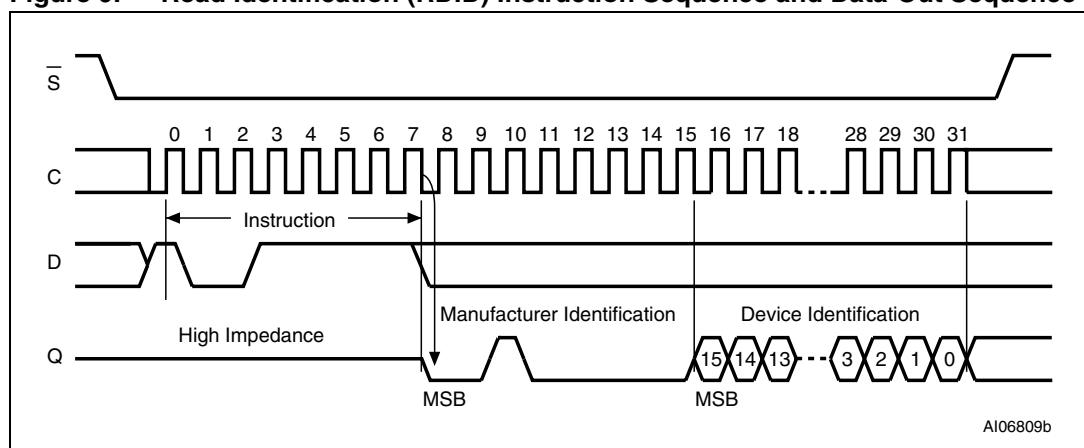 Figure 9. Read Identification (RDID) Instruction Sequence and Data-Out Sequence
S
0 1 2 3 4 5 6 7 8 9 10 11 12 13 14 15 16 17 18 28 29 30 31
C
Instruction
D
Manufacturer Identification Device Identification
High Impedance
Q
15 14 13 3 2 1 0
MSB MSB
AI06809b